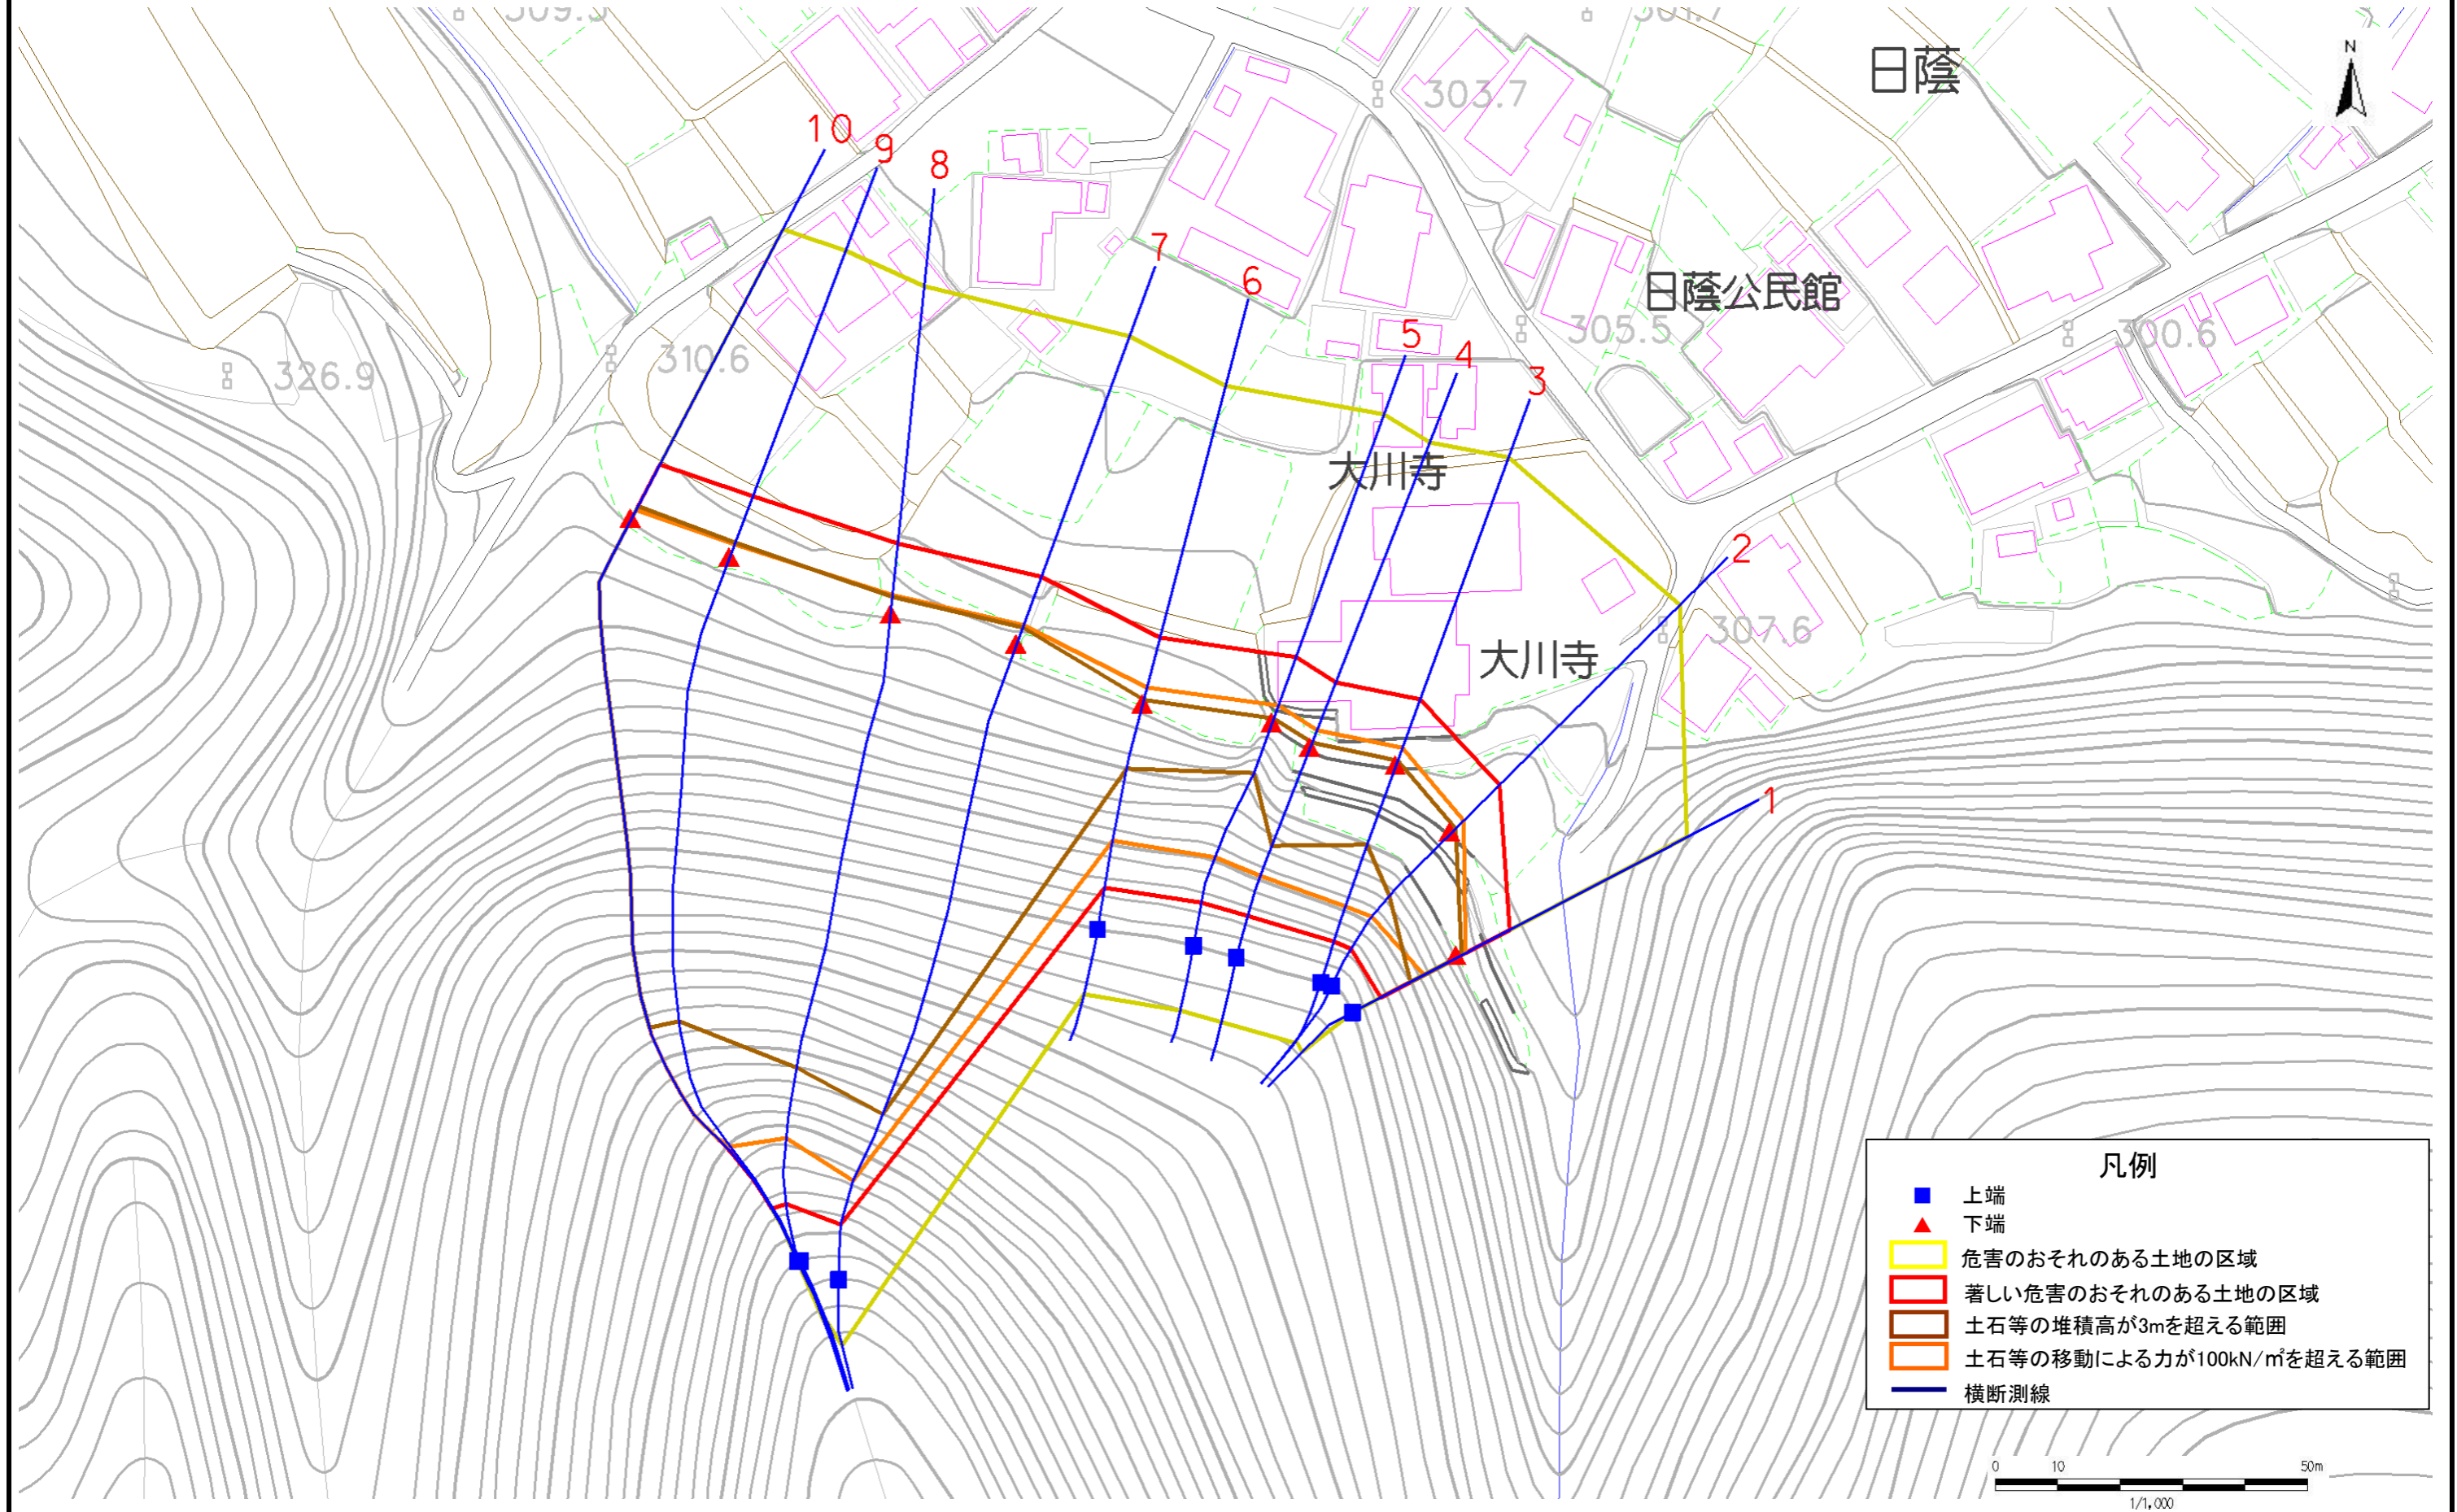 日蔭
N
303.7
10
9
8
7
6
日蔭公民館
5
4
3
305.5
300.6
326.9
310.6
大川寺
2
307.6
大川寺
1
凡例
上端
下端
危害のおそれのある土地の区域
著しい危害のおそれのある土地の区域
土石等の堆積高が3mを超える範囲
土石等の移動による力が100kN/㎡を超える範囲
横断測線
0 10 50m
1/1,000